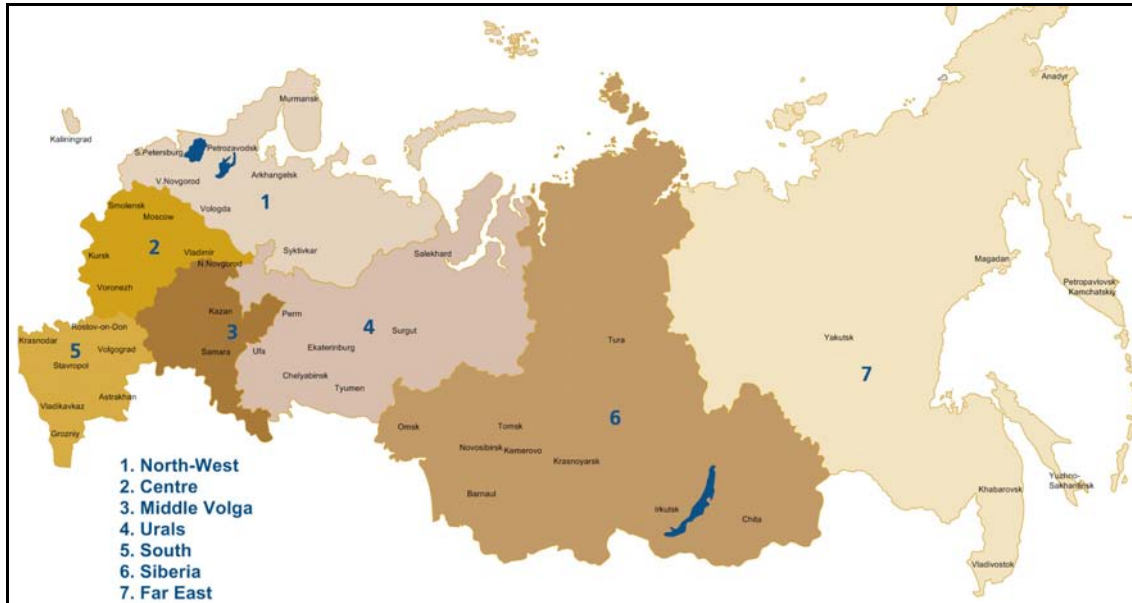 Anadyr
Murmansk
Kaliningrad
S.Petersburg
Petrozavodsk
Arkhangelsk
V.Novgorod
1
Vologda
Smolensk
Moscow
2
Vladimir
Syktivkar
Salekhard
Kursk
N.Novgorod
Magadan
Voronezh
Petropavlovsk
Kamchatskiy
Kazan
Perm
Rostov-on-Don
3
4
Surgut
Krasnodar
Yakutsk
Tura
5
Volgograd
Samara
Ufa
Ekaterinburg
Stavropol
7
Chelyabinsk
Tyumen
Astrakhan
Vladikavkaz
6
Omsk
Tomsk
Grozniy
Novosibirsk
Kemerovo
Krasnoyarsk
Yuzhno-
Sakhantinsk
Khabarovsk
Barnaul
Irkutsk
Chita
Vladivostok
1. North-West
2. Centre
3. Middle Volga
4. Urals
5. South
6. Siberia
7. Far East